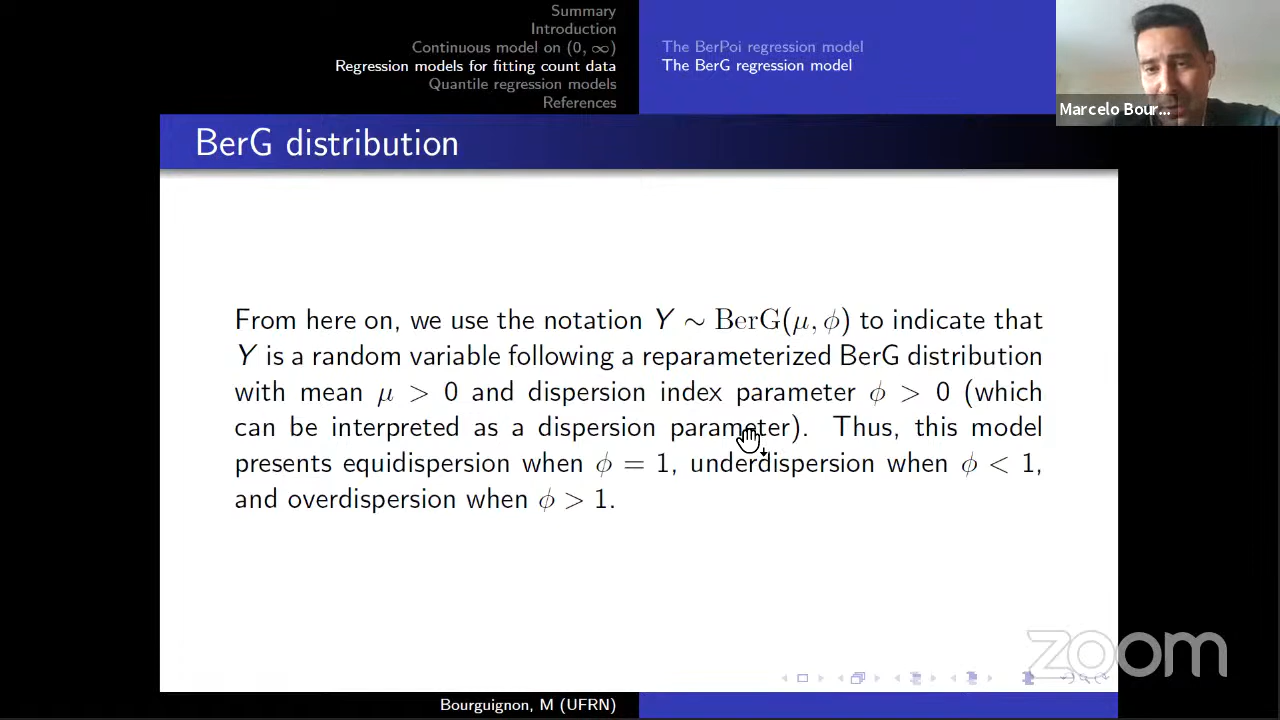 Summary
Introduction
Continuous model on (0, ∞)
Regression models for fitting count data
Quantile regression models
References
The BerPoi regression model
The BerG regression model
Marcelo Bour...
BerG distribution
From here on, we use the notation Y ∼ BerG(μ, ϕ) to indicate that
Y is a random variable following a reparameterized BerG distribution
with mean μ > 0 and dispersion index parameter ϕ > 0 (which
can be interpreted as a dispersion parameter). Thus, this model
presents equidispersion when ϕ = 1, underdispersion when ϕ < 1,
and overdispersion when ϕ > 1.
zoom
Bourguignon, M (UFRN)